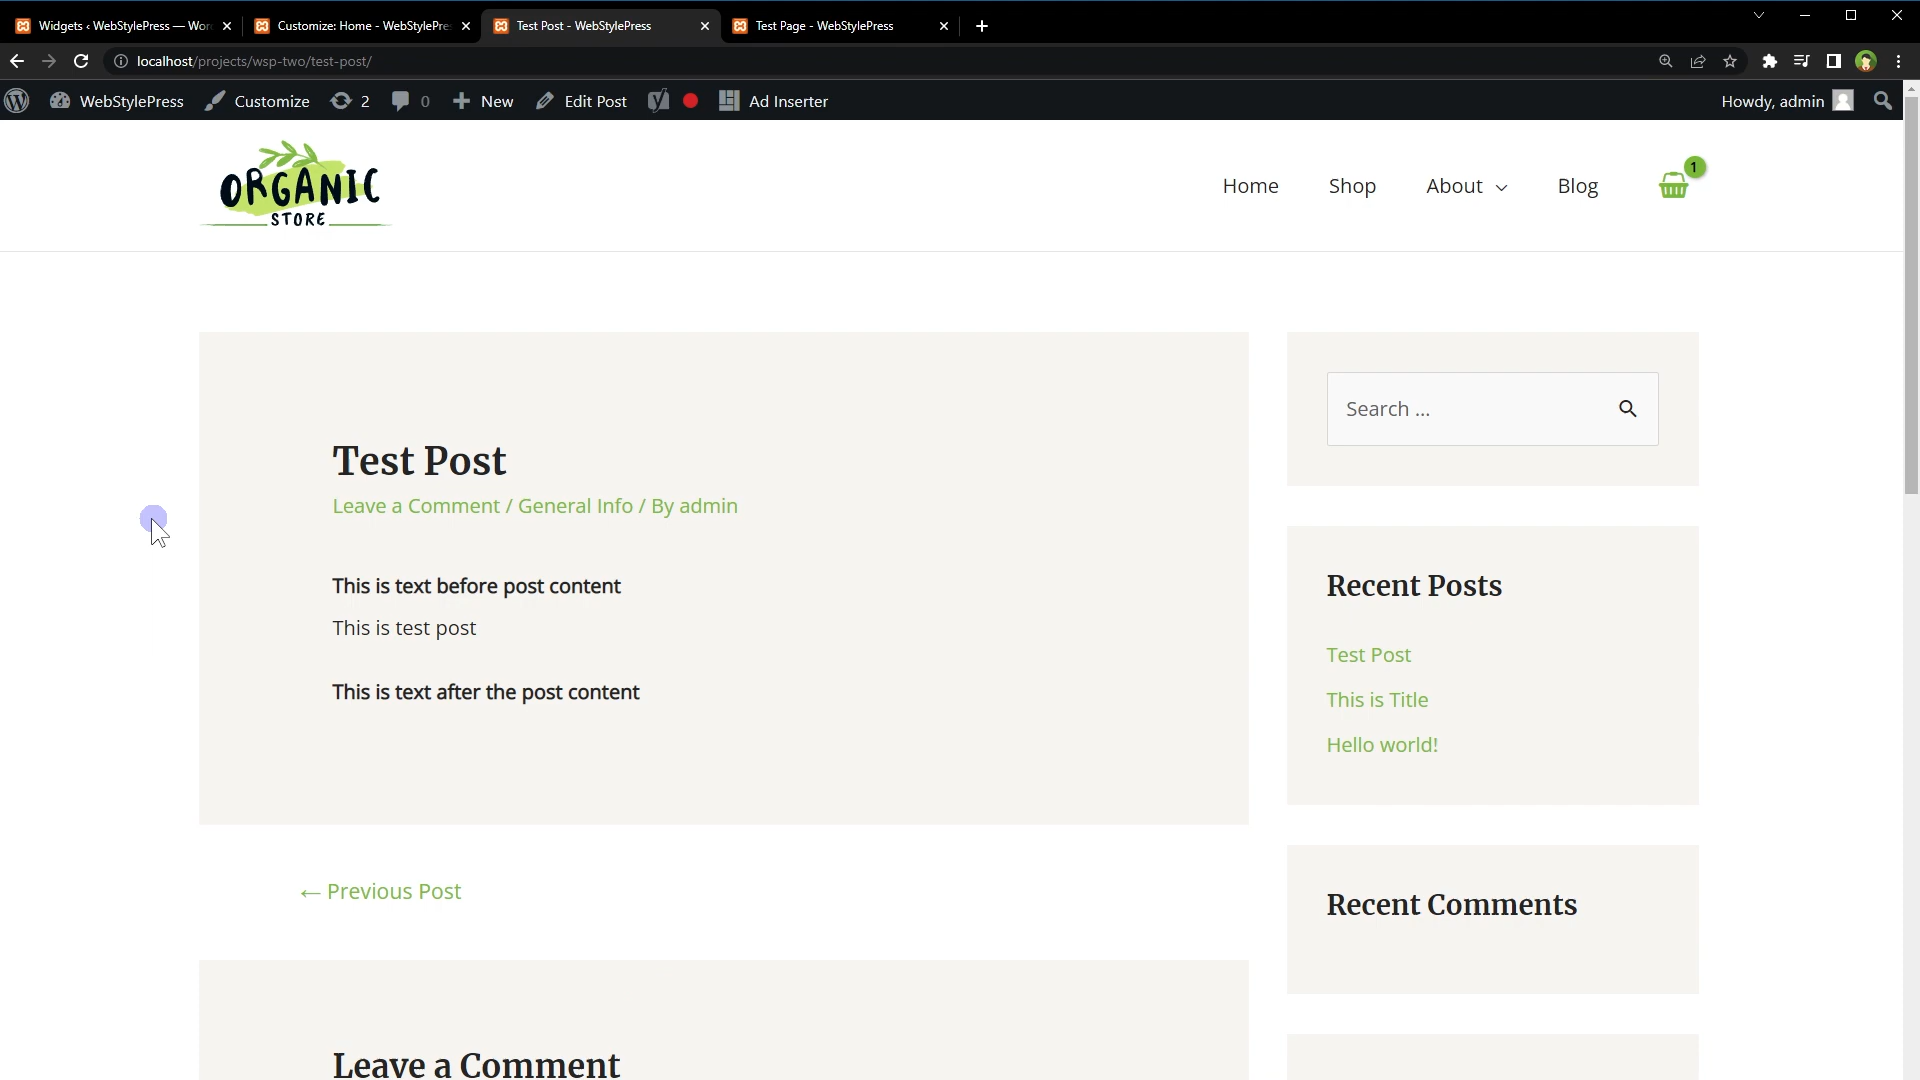 Widgets ‹ WebStylePress — Wor
Customize: Home - WebStylePre
Test Post - WebStylePress
Test Page - WebStylePress
localhost/projects/wsp-two/test-post/
WebStylePress
Customize
2
0
New
Edit Post
Ad Inserter
Howdy, admin
ORGANIC
STORE
Home
Shop
About
Blog
1
Test Post
Leave a Comment / General Info / By admin
This is text before post content
This is test post
This is text after the post content
← Previous Post
Leave a Comment
Search ...
Recent Posts
Test Post
This is Title
Hello world!
Recent Comments